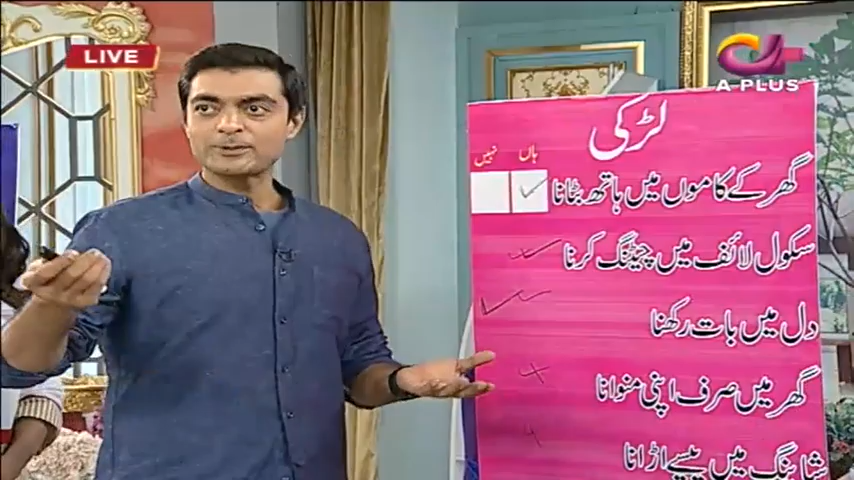 LIVE
A PLUS
لڑکی
ہاں نہیں
گھر کے کاموں میں ہاتھ بٹانا
سکول لائف میں چیٹنگ کرنا
دل میں بات رکھنا
گھر میں صرف اپنی منوانا
شاپنگ میں پیسے اڑانا